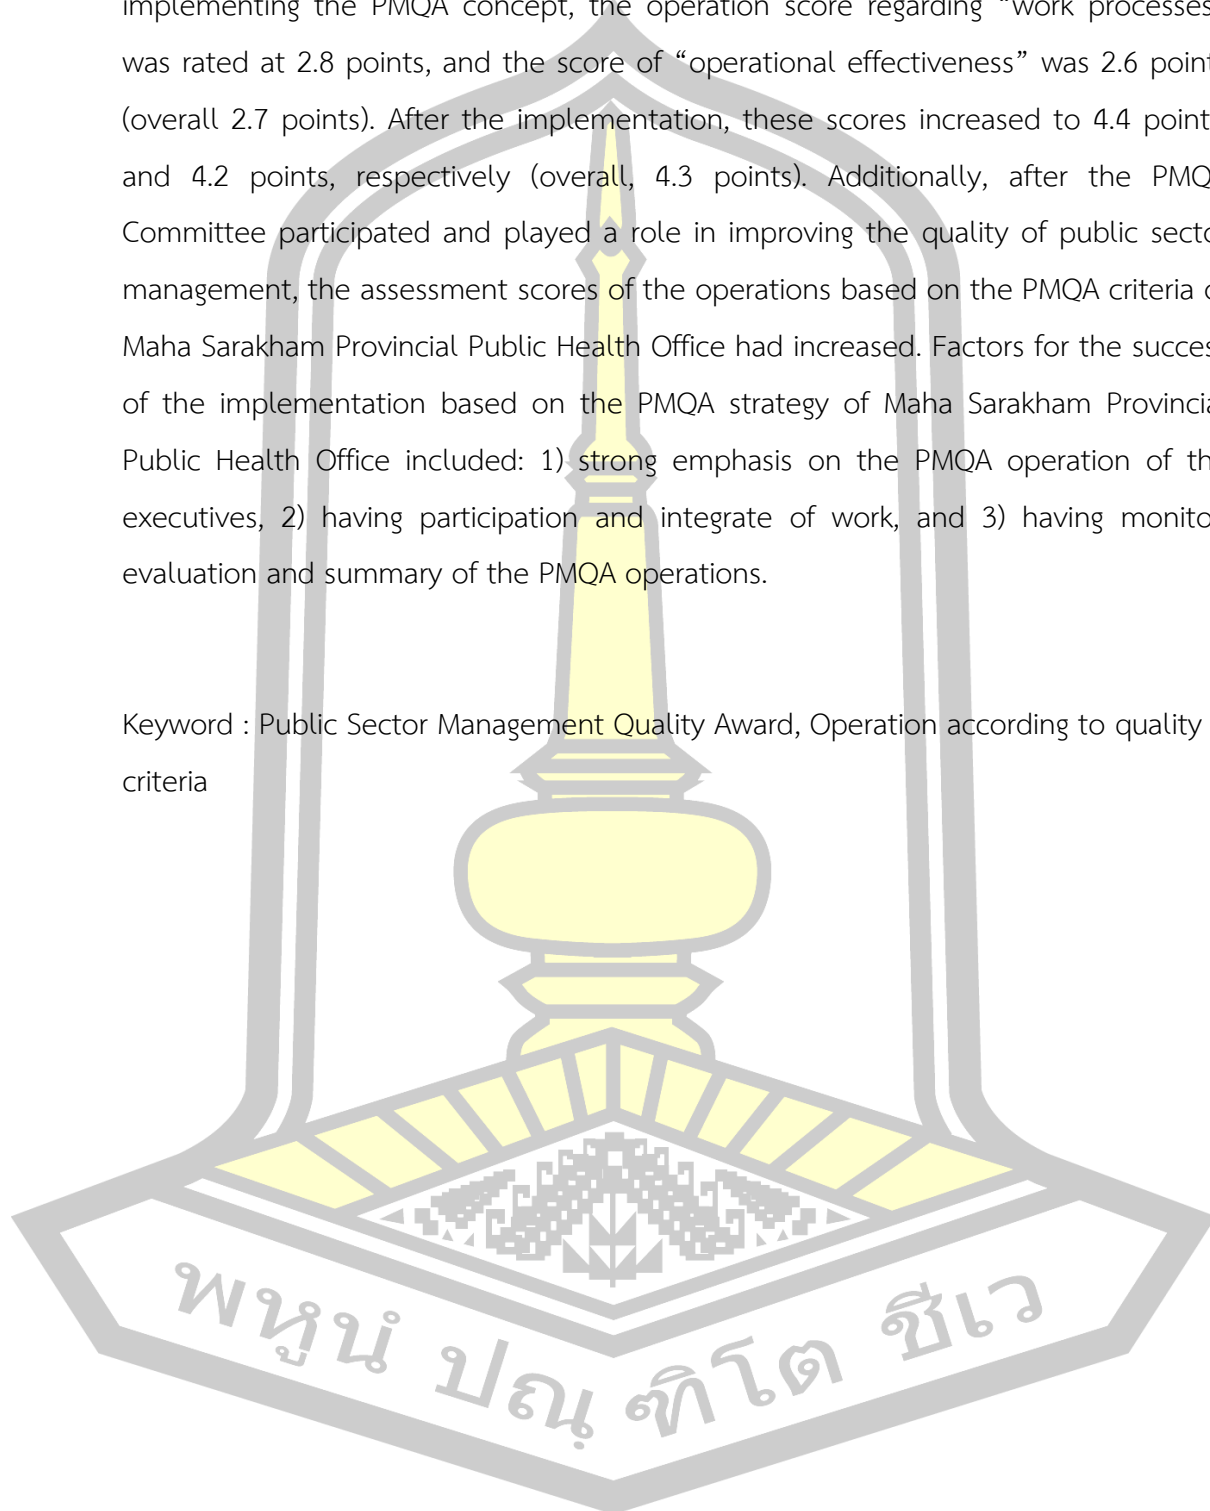 implementing the PMQA concept, the operation score regarding “work processes
was rated at 2.8 points, and the score of “operational effectiveness” was 2.6 point
(overall 2.7 points). After the implementation, these scores increased to 4.4 point
and 4.2 points, respectively (overall, 4.3 points). Additionally, after the PMQ
Committee participated and played a role in improving the quality of public secto
management, the assessment scores of the operations based on the PMQA criteria o
Maha Sarakham Provincial Public Health Office had increased. Factors for the succes
of the implementation based on the PMQA strategy of Maha Sarakham Provincia
Public Health Office included: 1) strong emphasis on the PMQA operation of th
executives, 2) having participation and integrate of work, and 3) having monito
evaluation and summary of the PMQA operations.
Keyword : Public Sector Management Quality Award, Operation according to quality
criteria
พหูนํ ปณฺฑิโต ชีเว